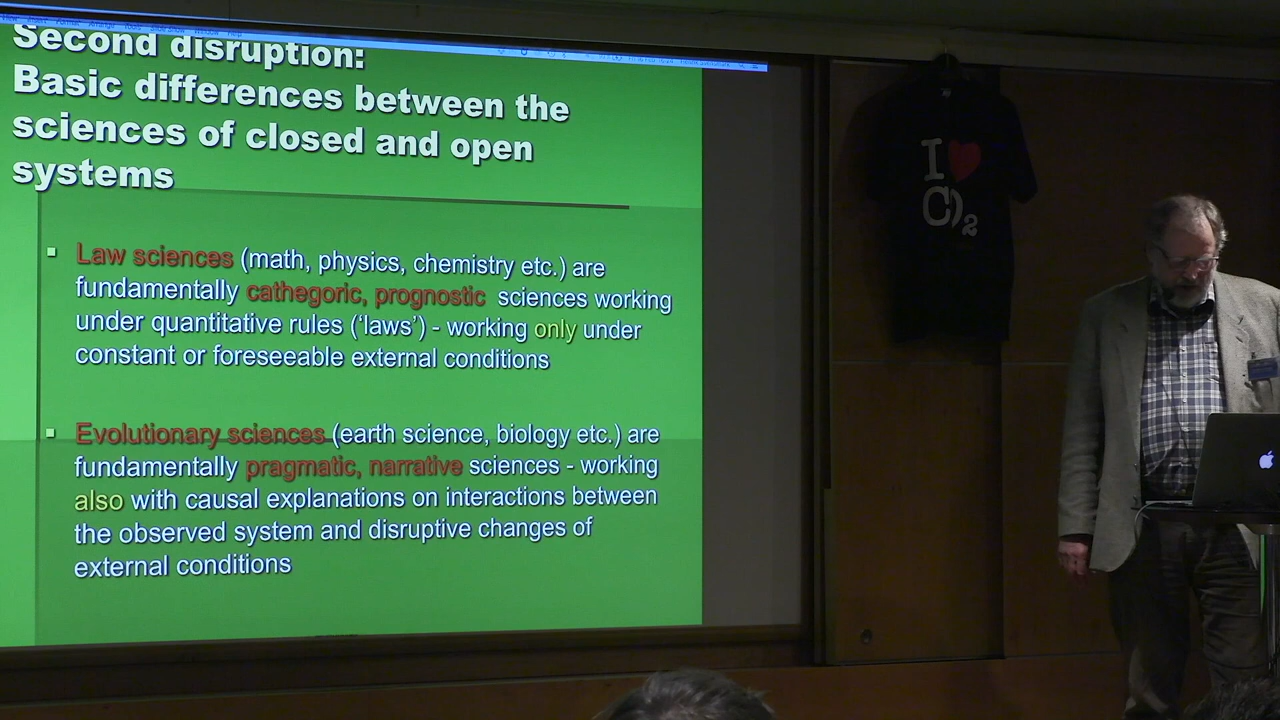 Second disruption:
Basic differences between the
sciences of closed and open
systems
Law sciences (math, physics, chemistry etc.) are
fundamentally cathegoric, prognostic sciences working
under quantitative rules (‘laws’) - working only under
constant or foreseeable external conditions
Evolutionary sciences (earth science, biology etc.) are
fundamentally pragmatic, narrative sciences - working
also with causal explanations on interactions between
the observed system and disruptive changes of
external conditions
I ❤
CO2